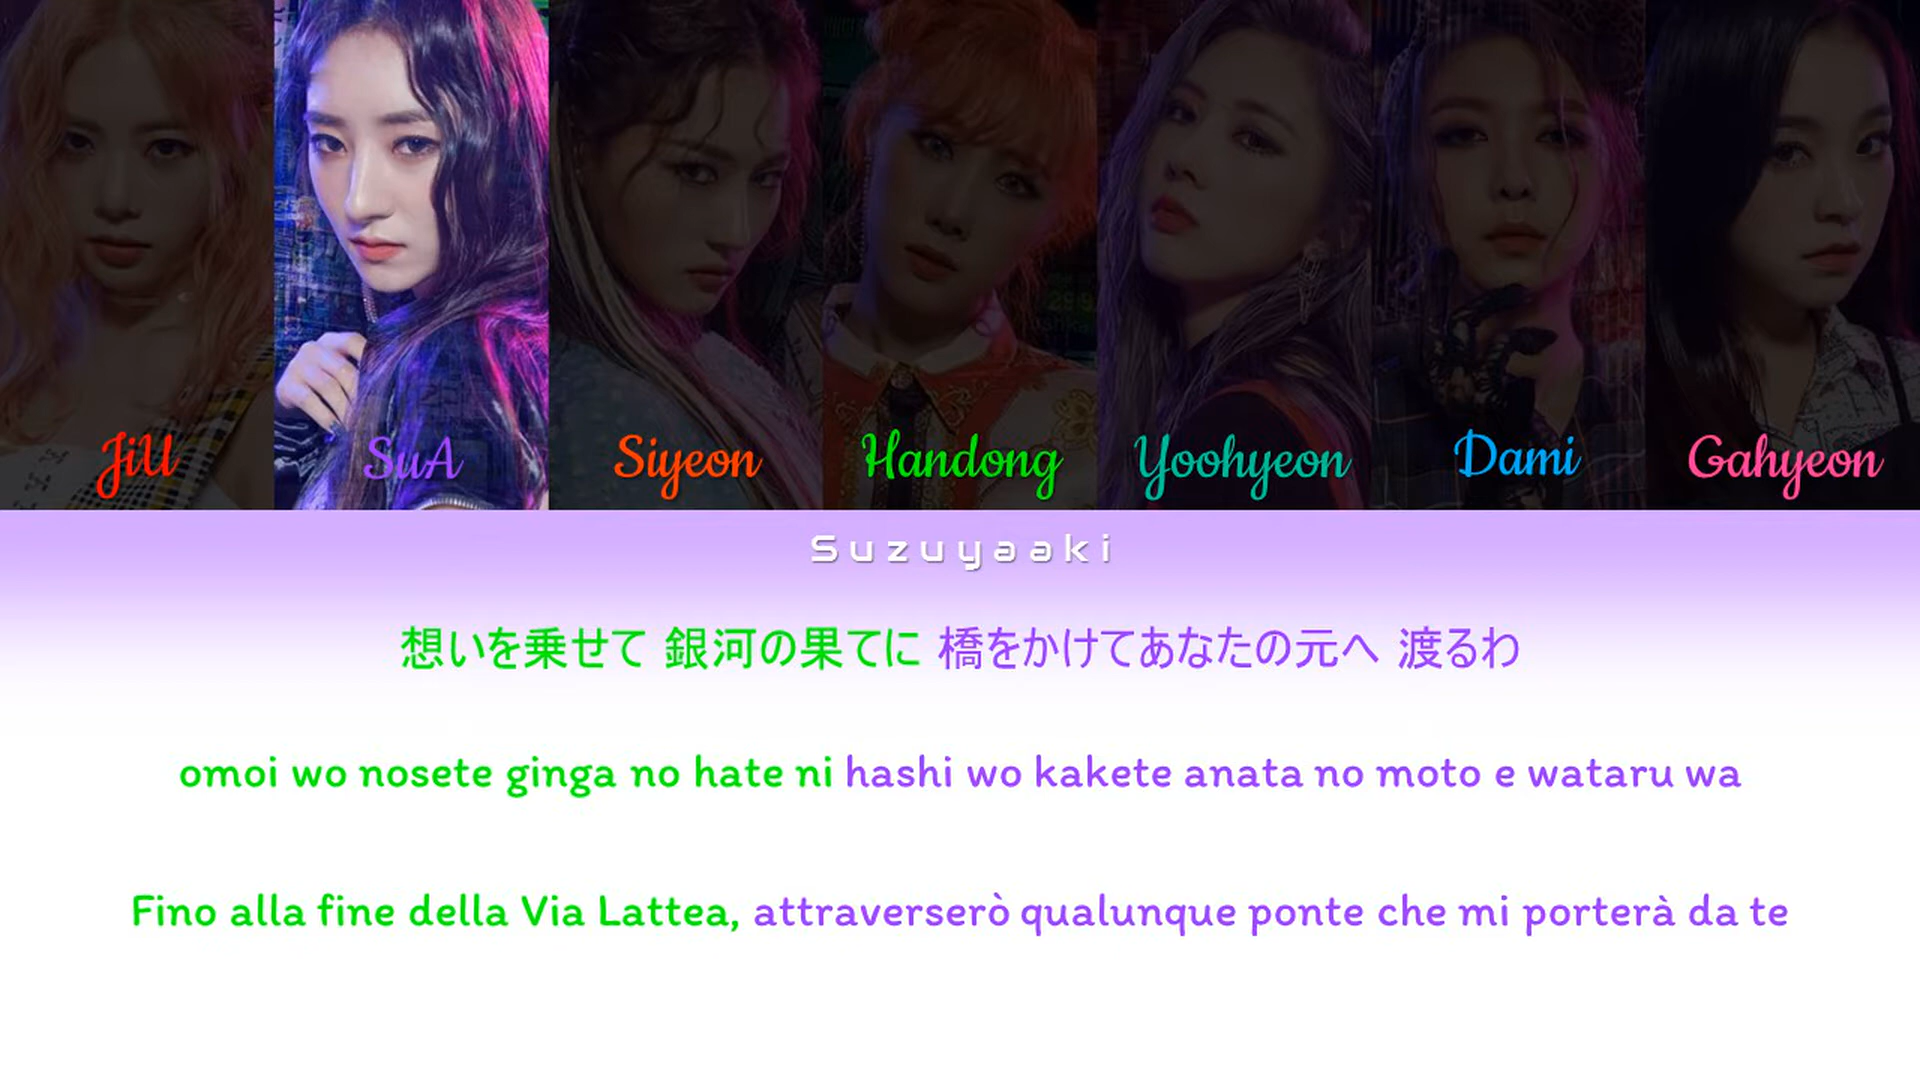 JiU SuA Siyeon Handong Yoohyeon Dami Gahyeon
Suzuyaaki
想いを乗せて 銀河の果てに 橋をかけてあなたの元へ 渡るわ
omoi wo nosete ginga no hate ni hashi wo kakete anata no moto e wataru wa
Fino alla fine della Via Lattea, attraverserò qualunque ponte che mi porterà da te